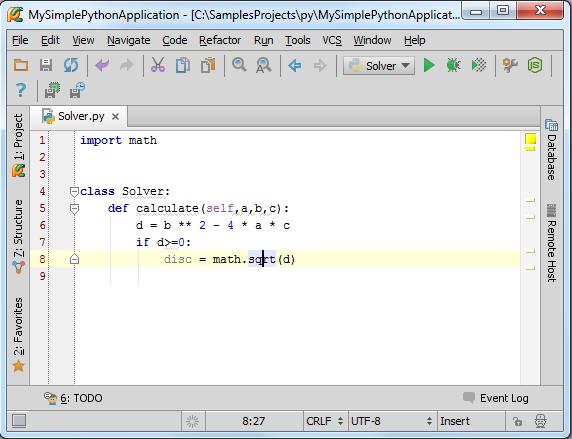 MySimplePythonApplication - [C:\SamplesProjects\py\MySimplePythonApplicat...
File Edit View Navigate Code Refactor Run Tools VCS Window Help
Solver
JS
?
Solver.py
1: Project
Z: Structure
2: Favorites
1 import math
2
3
4 class Solver:
5 def calculate(self,a,b,c):
6 d = b ** 2 - 4 * a * c
7 if d>=0:
8 disc = math.sqrt(d)
9
Database
Remote Host
6: TODO
Event Log
8:27 CRLF UTF-8 Insert